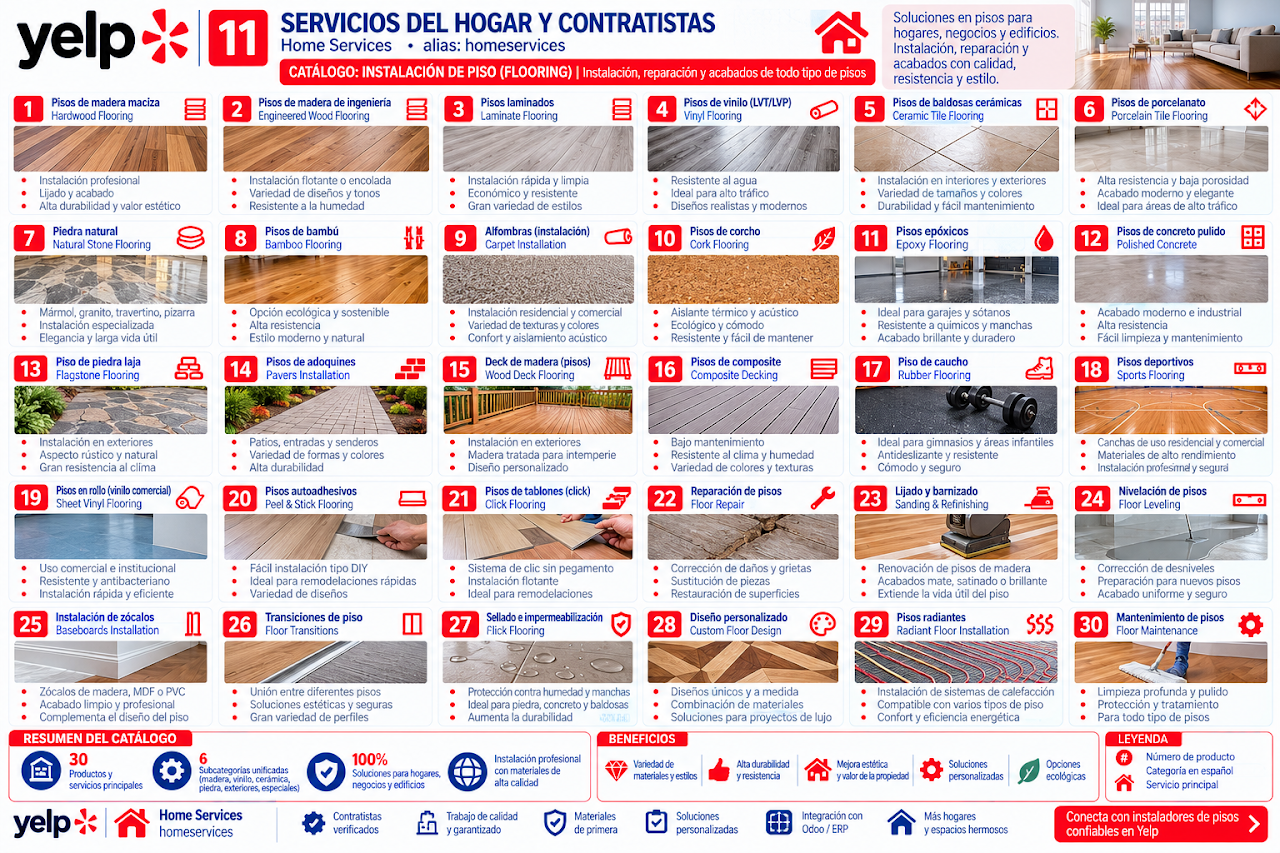 yelp
11
SERVICIOS DEL HOGAR Y CONTRATISTAS
Home Services • alias: homeservices
CATÁLOGO: INSTALACIÓN DE PISO (FLOORING) | Instalación, reparación y acabados de todo tipo de pisos
Soluciones en pisos para
hogares, negocios y edificios.
Instalación, reparación y
acabados con calidad,
resistencia y estilo.
1
Pisos de madera maciza
Hardwood Flooring
• Instalación profesional
• Lijado y acabado
• Alta durabilidad y valor estético
2
Pisos de madera de ingeniería
Engineered Wood Flooring
• Instalación flotante o encolada
• Variedad de diseños y tonos
• Resistente a la humedad
3
Pisos laminados
Laminate Flooring
• Instalación rápida y limpia
• Económico y resistente
• Gran variedad de estilos
4
Pisos de vinilo (LVT/LVP)
Vinyl Flooring
• Resistente al agua
• Ideal para alto tráfico
• Diseños realistas y modernos
5
Pisos de baldosas cerámicas
Ceramic Tile Flooring
• Instalación en interiores y exteriores
• Variedad de tamaños y colores
• Durabilidad y fácil mantenimiento
6
Pisos de porcelanato
Porcelain Tile Flooring
• Alta resistencia y baja porosidad
• Acabado moderno y elegante
• Ideal para áreas de alto tráfico
7
Piedra natural
Natural Stone Flooring
• Mármol, granito, travertino, pizarra
• Instalación especializada
• Elegancia y larga vida útil
8
Pisos de bambú
Bamboo Flooring
• Opción ecológica y sostenible
• Alta resistencia
• Estilo moderno y natural
9
Alfombras (instalación)
Carpet Installation
• Instalación residencial y comercial
• Variedad de texturas y colores
• Confort y aislamiento acústico
10
Pisos de corcho
Cork Flooring
• Aislante térmico y acústico
• Ecológico y cómodo
• Resistente y fácil de mantener
11
Pisos epóxicos
Epoxy Flooring
• Ideal para garajes y sótanos
• Resistente a químicos y manchas
• Acabado brillante y duradero
12
Pisos de concreto pulido
Polished Concrete
• Acabado moderno e industrial
• Alta resistencia
• Fácil limpieza y mantenimiento
13
Piso de piedra laja
Flagstone Flooring
• Instalación en exteriores
• Aspecto rústico y natural
• Gran resistencia al clima
14
Pisos de adoquines
Pavers Installation
• Patios, entradas y senderos
• Variedad de formas y colores
• Alta durabilidad
15
Deck de madera (pisos)
Wood Deck Flooring
• Instalación en exteriores
• Madera tratada para intemperie
• Diseño personalizado
16
Pisos de composite
Composite Decking
• Bajo mantenimiento
• Resistente al clima y humedad
• Variedad de colores y texturas
17
Piso de caucho
Rubber Flooring
• Ideal para gimnasios y áreas infantiles
• Antideslizante y resistente
• Cómodo y seguro
18
Pisos deportivos
Sports Flooring
• Canchas de uso residencial y comercial
• Materiales de alto rendimiento
• Instalación profesional y segura
19
Pisos en rollo (vinilo comercial)
Sheet Vinyl Flooring
• Uso comercial e institucional
• Resistente y antibacteriano
• Instalación rápida y eficiente
20
Pisos autoadhesivos
Peel & Stick Flooring
• Fácil instalación tipo DIY
• Ideal para remodelaciones rápidas
• Variedad de diseños
21
Pisos de tablones (click)
Click Flooring
• Sistema de clic sin pegamento
• Instalación flotante
• Ideal para remodelaciones
22
Reparación de pisos
Floor Repair
• Corrección de daños y grietas
• Sustitución de piezas
• Restauración de superficies
23
Lijado y barnizado
Sanding & Refinishing
• Renovación de pisos de madera
• Acabados mate, satinado o brillante
• Extiende la vida útil del piso
24
Nivelación de pisos
Floor Leveling
• Corrección de desniveles
• Preparación para nuevos pisos
• Acabado uniforme y seguro
25
Instalación de zócalos
Baseboards Installation
• Zócalos de madera, MDF o PVC
• Acabado limpio y profesional
• Complementa el diseño del piso
26
Transiciones de piso
Floor Transitions
• Unión entre diferentes pisos
• Soluciones estéticas y seguras
• Gran variedad de perfiles
27
Sellado e impermeabilización
Flick Flooring
• Protección contra humedad y manchas
• Ideal para piedra, concreto y baldosas
• Aumenta la durabilidad
28
Diseño personalizado
Custom Floor Design
• Diseños únicos y a medida
• Combinación de materiales
• Soluciones para proyectos de lujo
29
Pisos radiantes
Radiant Floor Installation
• Instalación de sistemas de calefacción
• Compatible con varios tipos de piso
• Confort y eficiencia energética
30
Mantenimiento de pisos
Floor Maintenance
• Limpieza profunda y pulido
• Protección y tratamiento
• Para todo tipo de pisos
RESUMEN DEL CATÁLOGO
30
Productos y
servicios principales
6
Subcategorías unificadas
(madera, vinilo, cerámica,
piedra, exteriores, especiales)
100%
Soluciones para hogares,
negocios y edificios
Instalación profesional
con materiales de
alta calidad
BENEFICIOS
Variedad de
materiales y estilos
Alta durabilidad
y resistencia
Mejora estética
y valor de la propiedad
Soluciones
personalizadas
Opciones
ecológicas
LEYENDA
# Número de producto
Categoría en español
Servicio principal
yelp
Home Services
homeservices
Contratistas
verificados
Trabajo de calidad
y garantizado
Materiales
de primera
Soluciones
personalizadas
Integración con
Odoo / ERP
Más hogares
y espacios hermosos
Conecta con instaladores de pisos
confiables en Yelp